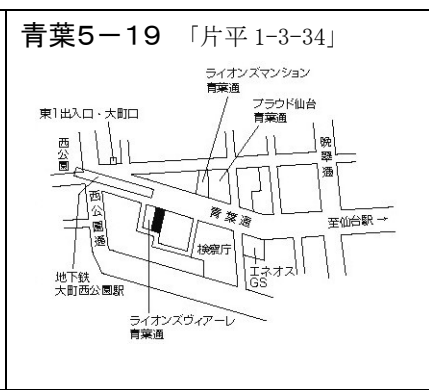 青葉5−19 「片平1-3-34」
ライオンズマンション
青葉通
プラウド仙台
青葉通
東1出入口・大町口
西公園
晩翠通
西公園通
青葉通
至仙台駅→
検察庁
エネオス
GS
地下鉄
大町西公園駅
ライオンズヴィアーレ
青葉通